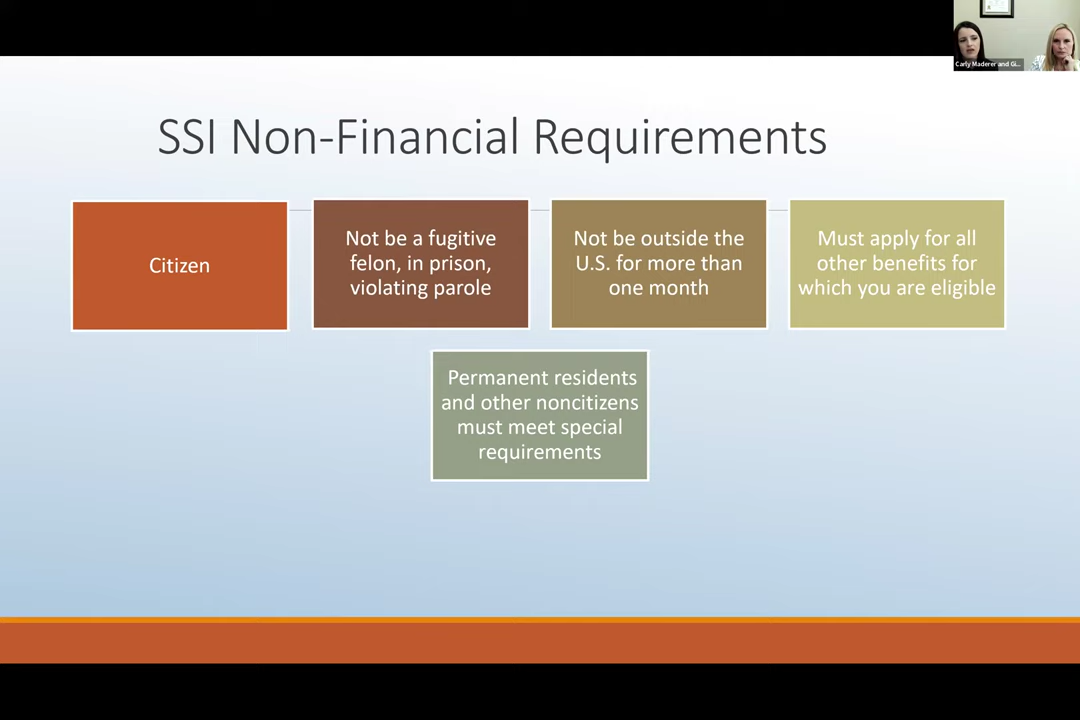 Carly Maderer and Gi...
SSI Non-Financial Requirements
Citizen
Not be a fugitive
felon, in prison,
violating parole
Not be outside the
U.S. for more than
one month
Must apply for all
other benefits for
which you are eligible
Permanent residents
and other noncitizens
must meet special
requirements